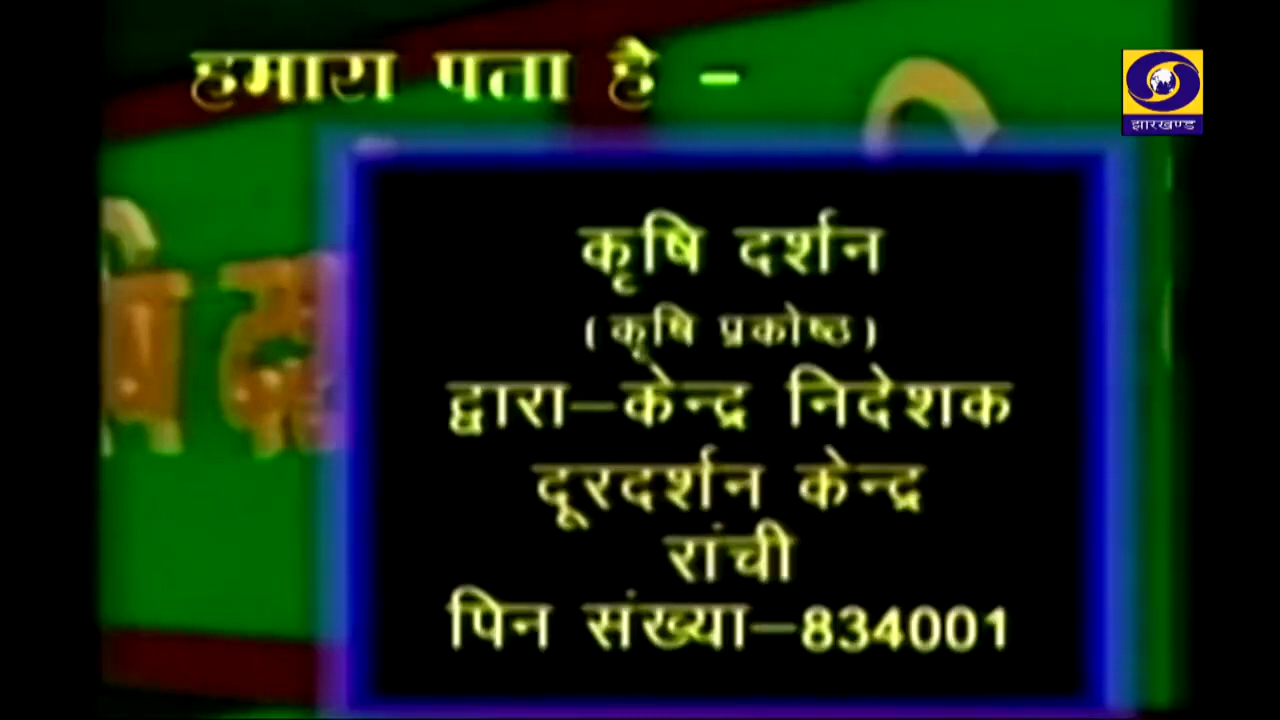 हमारा पता है -
झारखण्ड
कृषि दर्शन
(कृषि प्रकोष्ठ)
द्वारा–केन्द्र निदेशक
दूरदर्शन केन्द्र
रांची
पिन संख्या–834001